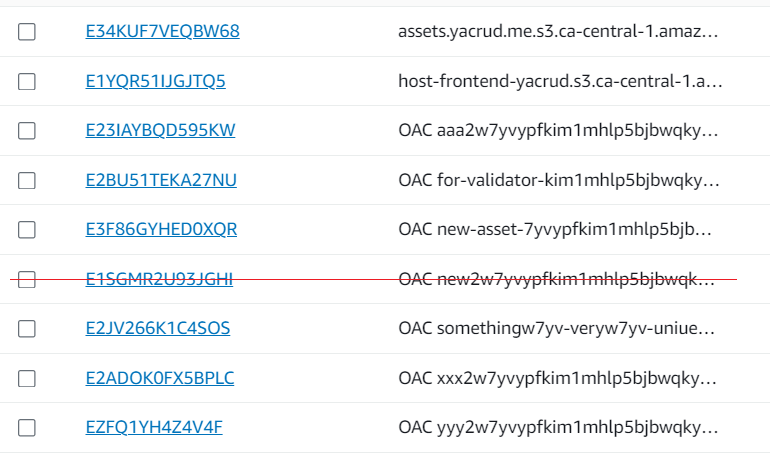 E34KUF7VEQBW68 assets.yacrud.me.s3.ca-central-1.amaz...
E1YQR51IJGJTQ5 host-frontend-yacrud.s3.ca-central-1.a...
E23IAYBQD595KW OAC aaa2w7yvypfkim1mhlp5bjbwqky...
E2BU51TEKA27NU OAC for-validator-kim1mhlp5bjbwqky...
E3F86GYHED0XQR OAC new-asset-7yvypfkim1mhlp5bjb...
E1SGMR2U93JGHI OAC new2w7yvypfkim1mhlp5bjbwqk...
E2JV266K1C4SOS OAC somethingw7yv-veryw7yv-uniue...
E2ADOK0FX5BPLC OAC xxx2w7yvypfkim1mhlp5bjbwqky...
EZFQ1YH4Z4V4F OAC yyy2w7yvypfkim1mhlp5bjbwqky...